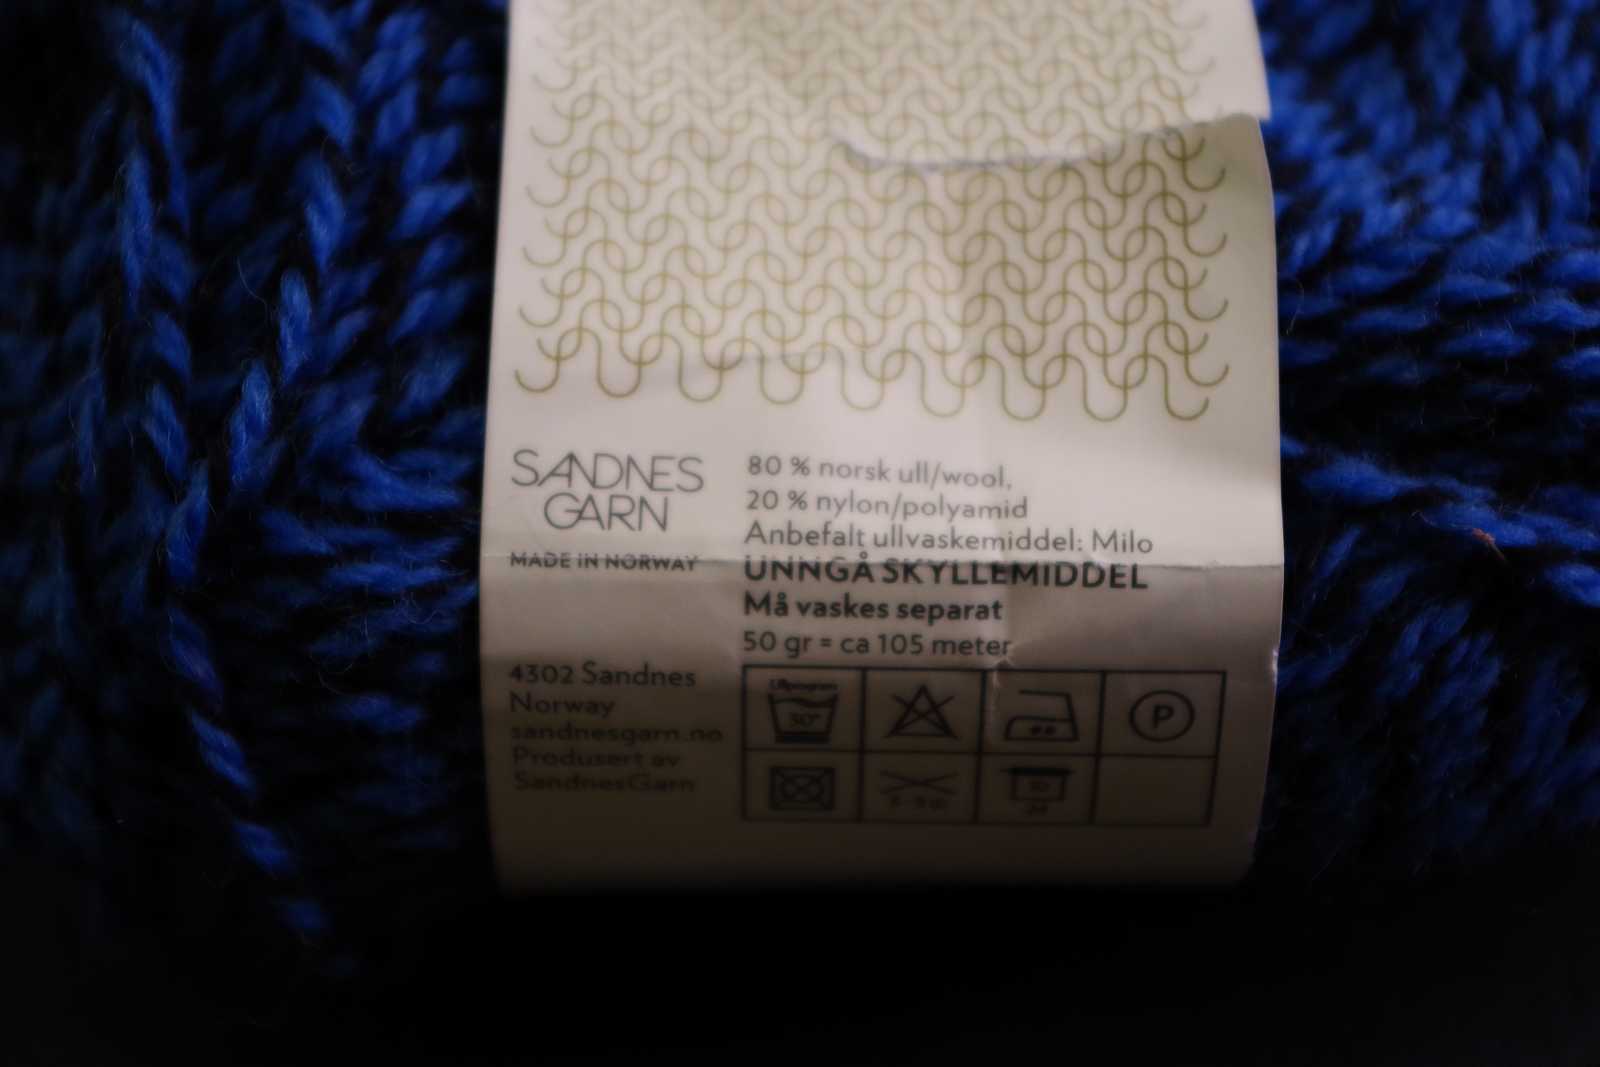 SANDNES
GARN
MADE IN NORWAY
4302 Sandnes
Norway
sandnesgarn.no
Produsert av
SandnesGarn
80 % norsk ull/wool,
20 % nylon/polyamid
Anbefalt ullvaskemiddel: Milo
UNNGÅ SKYLLEMIDDEL
Må vaskes separat
50 gr = ca 105 meter
Ullprogram
30°
P